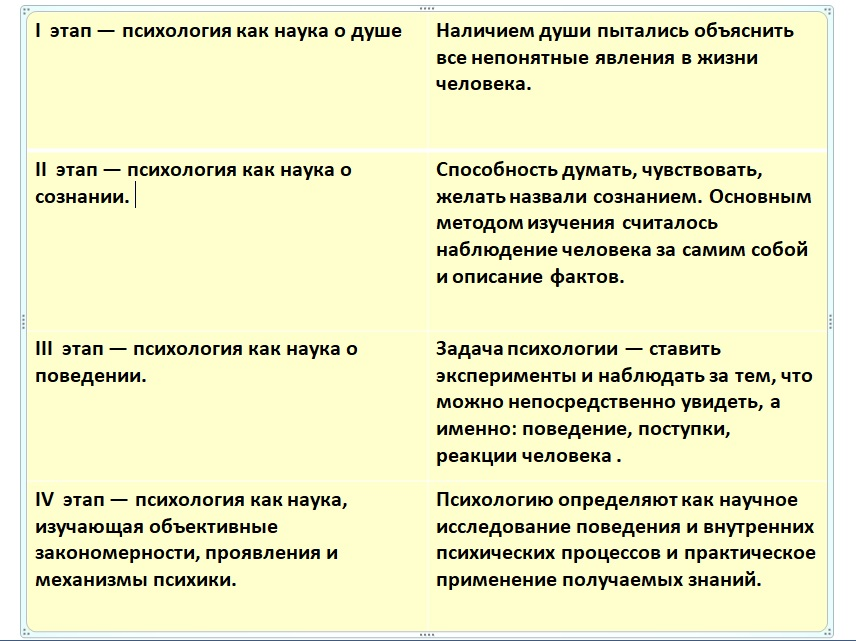 I этап — психология как наука о душе
Наличием души пытались объяснить
все непонятные явления в жизни
человека.
II этап — психология как наука о
сознании.
Способность думать, чувствовать,
желать назвали сознанием. Основным
методом изучения считалось
наблюдение человека за самим собой
и описание фактов.
III этап — психология как наука о
поведении.
Задача психологии — ставить
эксперименты и наблюдать за тем, что
можно непосредственно увидеть, а
именно: поведение, поступки,
реакции человека .
IV этап — психология как наука,
изучающая объективные
закономерности, проявления и
механизмы психики.
Психологию определяют как научное
исследование поведения и внутренних
психических процессов и практическое
применение получаемых знаний.